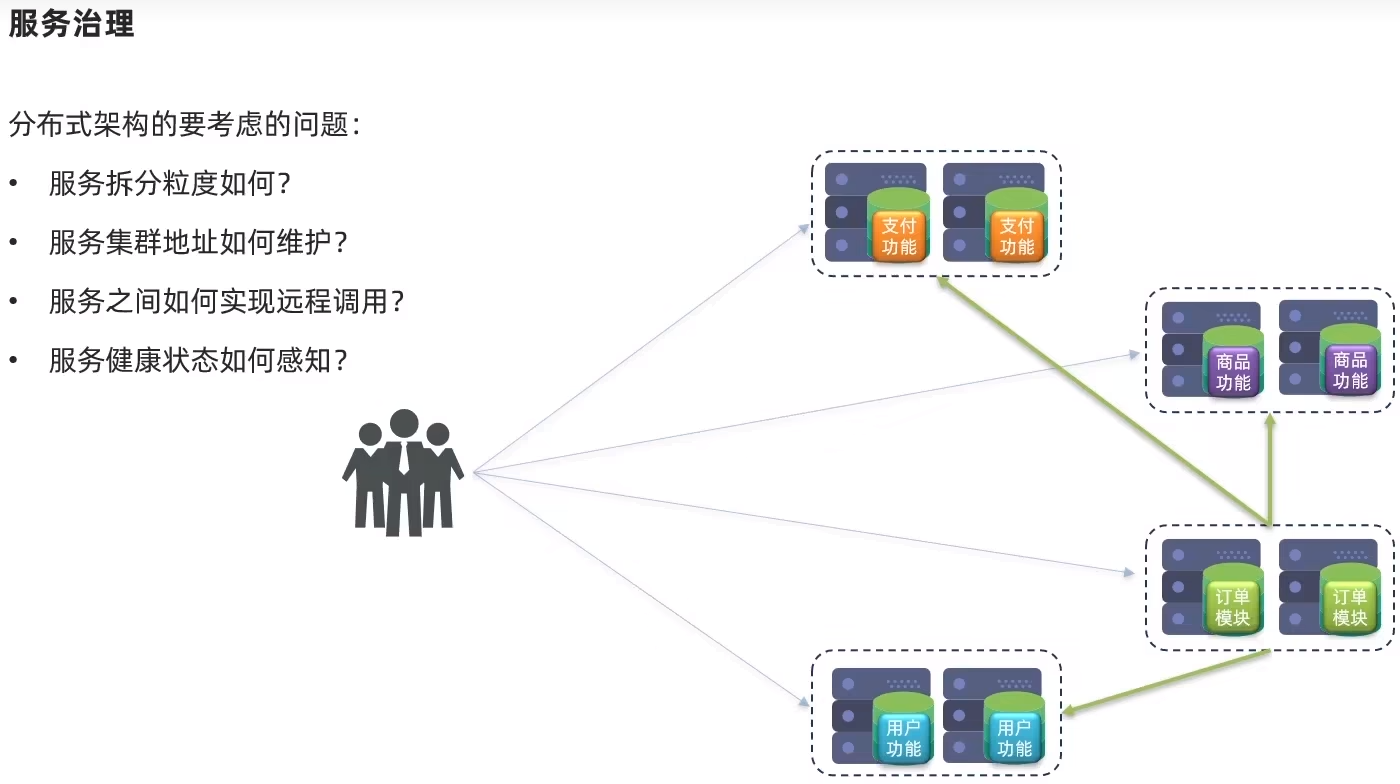 服务治理
分布式架构的要考虑的问题：
• 服务拆分粒度如何？
• 服务集群地址如何维护？
• 服务之间如何实现远程调用？
• 服务健康状态如何感知？
支付
功能
支付
功能
商品
功能
商品
功能
订单
模块
订单
模块
用户
功能
用户
功能